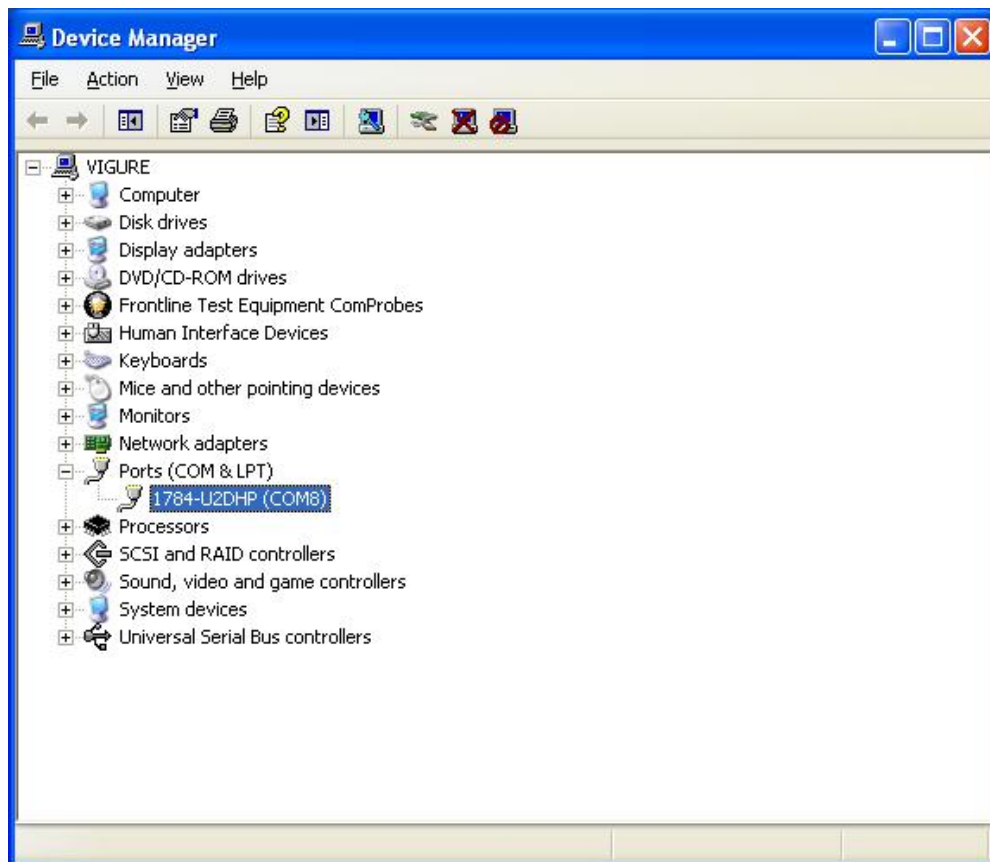 Device Manager
File Action View Help
VIGURE
Computer
Disk drives
Display adapters
DVD/CD-ROM drives
Frontline Test Equipment ComProbes
Human Interface Devices
Keyboards
Mice and other pointing devices
Monitors
Network adapters
Ports (COM & LPT)
1784-U2DHP (COM8)
Processors
SCSI and RAID controllers
Sound, video and game controllers
System devices
Universal Serial Bus controllers